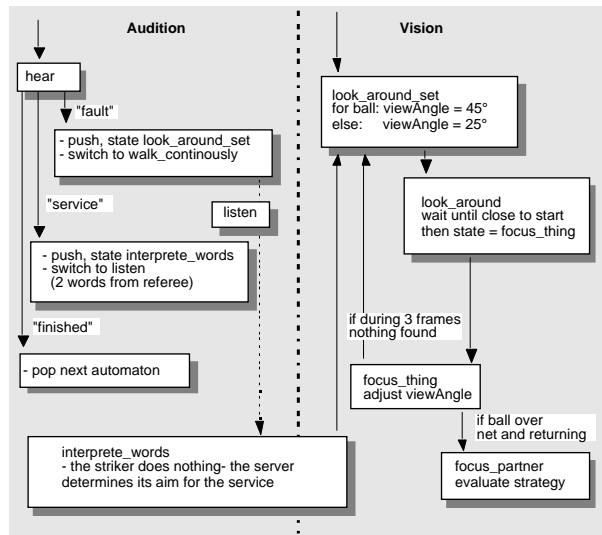 Audition
hear
"fault"
- push, state look_around_set
- switch to walk_continously
listen
"service"
- push, state interprete_words
- switch to listen
(2 words from referee)
"finished"
- pop next automaton
interprete_words
- the striker does nothing- the server
determines its aim for the service
Vision
look_around_set
for ball: viewAngle = 45°
else: viewAngle = 25°
look_around
wait until close to start
then state = focus_thing
if during 3 frames
nothing found
focus_thing
adjust viewAngle
if ball over
net and returning
focus_partner
evaluate strategy